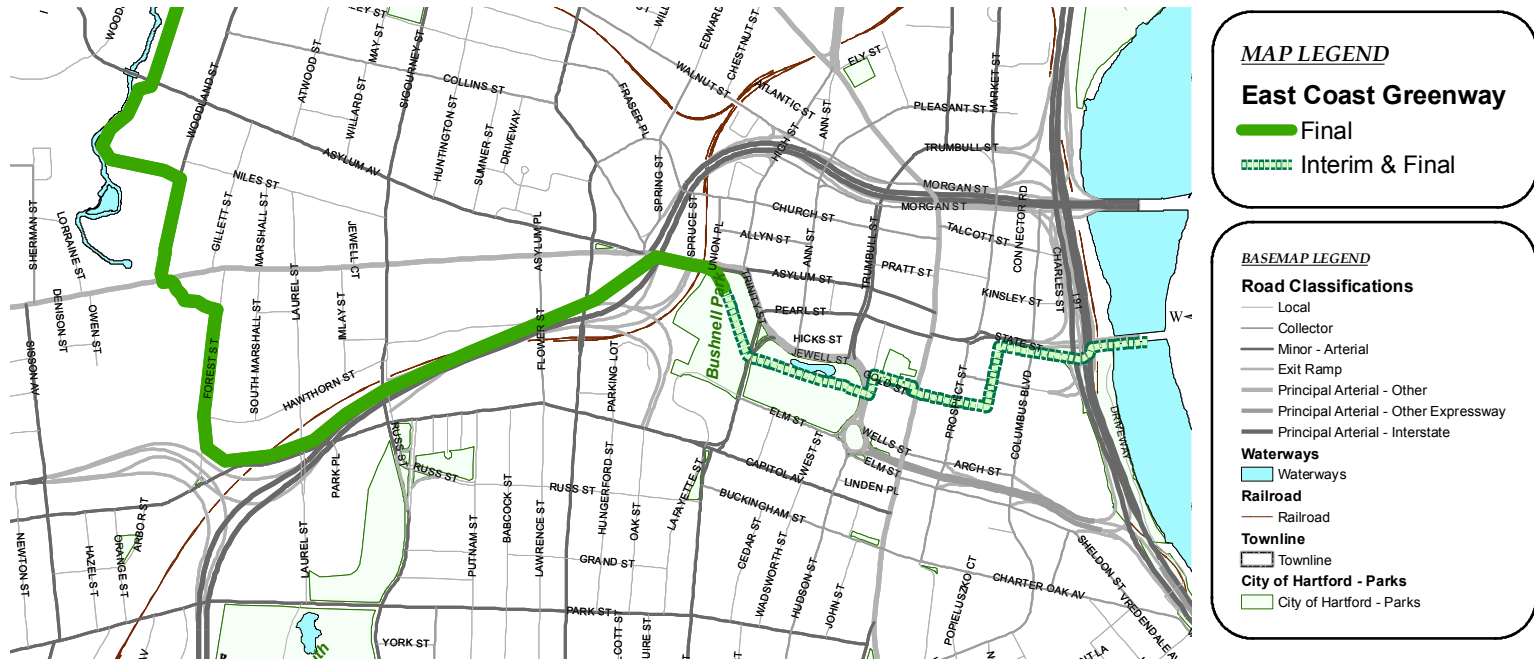 MAP LEGEND
East Coast Greenway
Final
Interim & Final
BASEMAP LEGEND
Road Classifications
Local
Collector
Minor - Arterial
Exit Ramp
Principal Arterial - Other
Principal Arterial - Other Expressway
Principal Arterial - Interstate
Waterways
Waterways
Railroad
Railroad
Townline
Townline
City of Hartford - Parks
City of Hartford - Parks
WOODLAND ST
ATWOOD ST
MAY ST
WILLARD ST
SIGOURNEY ST
COLLINS ST
HUNTINGTON ST
SUMNER ST
DRIVEWAY
ASYLUM AV
FRASER PL
WALNUT ST
EDWARD
CHESTNUT ST
ATLANTIC ST
ANN ST
HIGH ST
ELY ST
PLEASANT ST
MARKET ST
TRUMBULL ST
MORGAN ST
MORGAN ST
SPRING ST
SPRUCE ST
UNION PL
CHURCH ST
ALLYN ST
ANN ST
TRUMBULL ST
TALCOTT ST
CONNECTOR RD
CHARLES ST
I91
PRATT ST
ASYLUM ST
KINSLEY ST
STATE ST
TRINITY ST
PEARL ST
HICKS ST
JEWELL ST
GOLD ST
PROSPECT ST
COLUMBUS BLVD
DRIVEWAY
W
Bushnell Park
SHERMAN ST
LORRAINE ST
DENISON ST
OWEN ST
SISSON AV
NILES ST
GILLETT ST
MARSHALL ST
JEWELL CT
LAUREL ST
IMLAY ST
SOUTH MARSHALL ST
FOREST ST
HAWTHORN ST
ASYLUM PL
FLOWER ST
PARKING LOT
ELM ST
WELLS ST
WEST ST
ELM ST
ARCH ST
LINDEN PL
CAPITOL AV
BUCKINGHAM ST
RUSS ST
RUSS ST
RUSS ST
PARK PL
LAUREL ST
PUTNAM ST
BABCOCK ST
LAWRENCE ST
HUNGERFORD ST
OAK ST
LAFAYETTE ST
GRAND ST
CEDAR ST
WADSWORTH ST
HUDSON ST
JOHN ST
POPIELUSZKO CT
CHARTER OAK AV
SHELDON ST
VREDENDALE AV
NEWTON ST
HAZEL ST
ORANGE ST
ARBOR ST
PARK ST
YORK ST